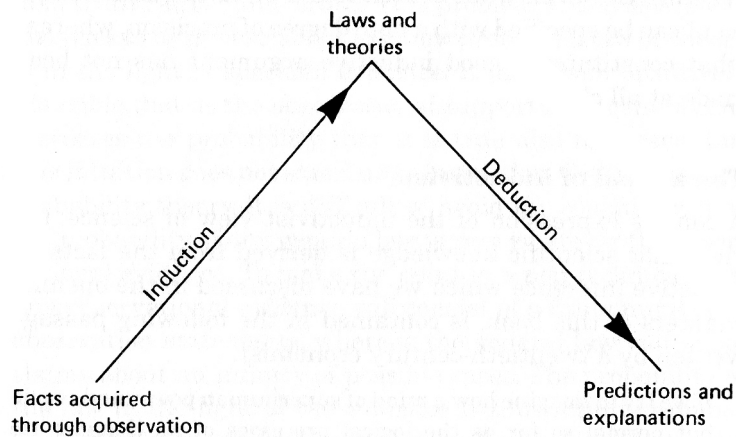 Laws and
theories
Induction
Deduction
Facts acquired
through observation
Predictions and
explanations